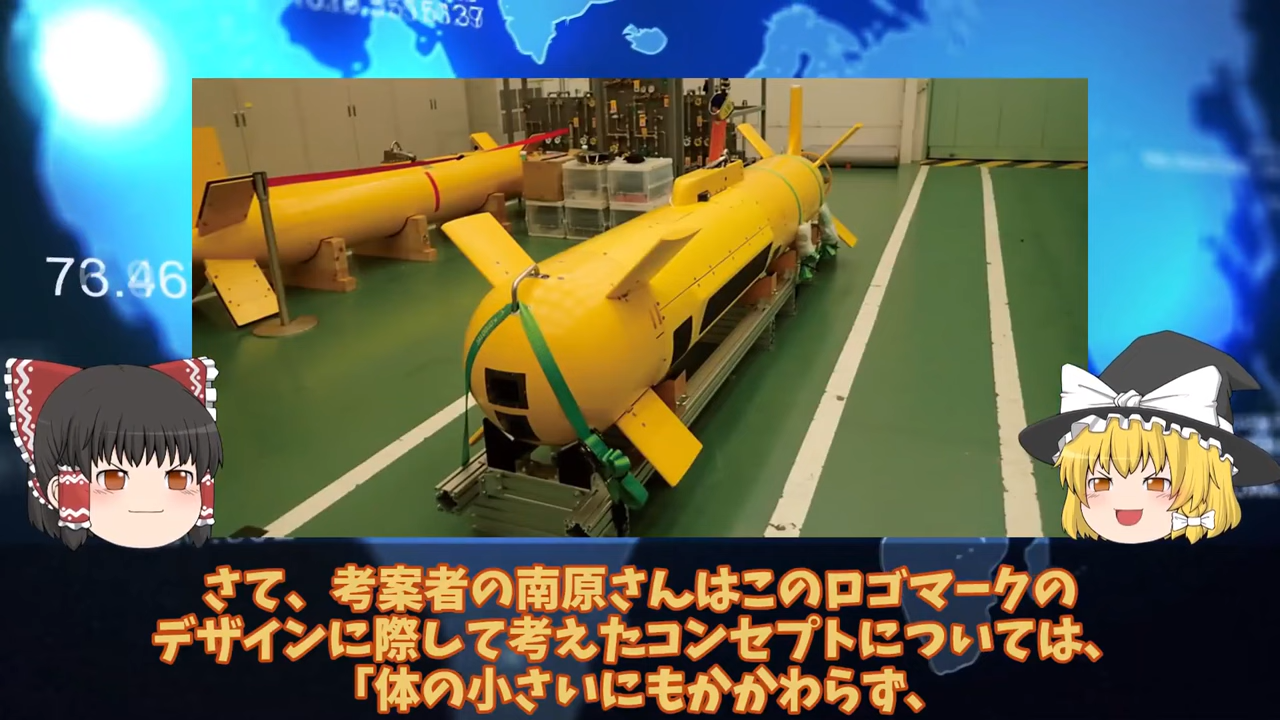 73.46
さて、考案者の南原さんはこのロゴマークの
デザインに際して考えたコンセプトについては、
「体の小さいにもかかわらず、